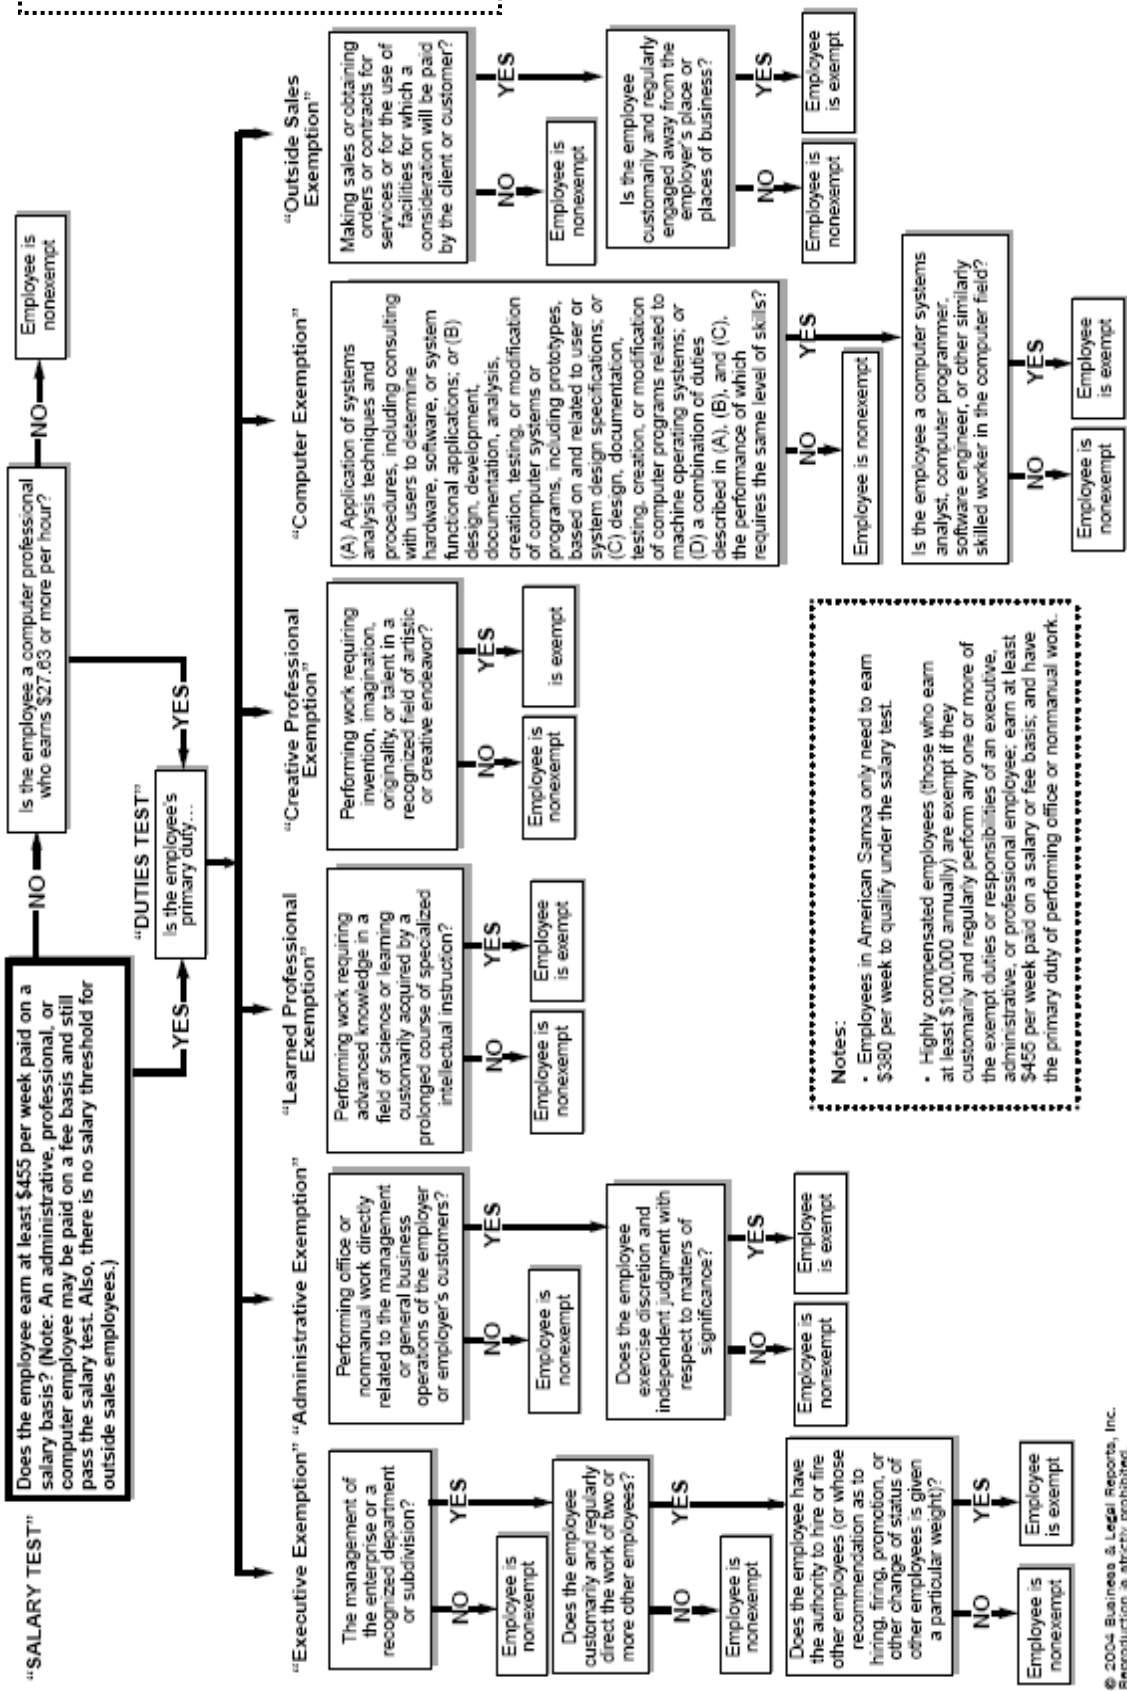 “SALARY TEST”
Does the employee earn at least $455 per week paid on a
salary basis? (Note: An administrative, professional, or
computer employee may be paid on a fee basis and still
pass the salary test. Also, there is no salary threshold for
outside sales employees.)
NO
Is the employee a computer professional
who earns $27.63 or more per hour?
NO
Employee is
nonexempt
YES
“DUTIES TEST”
Is the employee’s
primary duty…
YES
“Executive Exemption”
The management of
the enterprise or a
recognized department
or subdivision?
NO
YES
Employee is
nonexempt
Does the employee
customarily and regularly
direct the work of two or
more other employees?
NO
YES
Employee is
nonexempt
Does the employee have
the authority to hire or fire
other employees (or whose
recommendation as to
hiring, firing, promotion, or
other change of status of
other employees is given
a particular weight)?
NO
YES
Employee is
nonexempt
Employee
is exempt
“Administrative Exemption”
Performing office or
nonmanual work directly
related to the management
or general business
operations of the employer
or employer’s customers?
NO
YES
Employee is
nonexempt
Does the employee
exercise discretion and
independent judgment with
respect to matters of
significance?
NO
YES
Employee is
nonexempt
Employee
is exempt
“Learned Professional
Exemption”
Performing work requiring
advanced knowledge in a
field of science or learning
customarily acquired by a
prolonged course of specialized
intellectual instruction?
NO
YES
Employee is
nonexempt
Employee
is exempt
“Creative Professional
Exemption”
Performing work requiring
invention, imagination,
originality, or talent in a
recognized field of artistic
or creative endeavor?
NO
YES
Employee is
nonexempt
is exempt
“Computer Exemption”
(A) Application of systems
analysis techniques and
procedures, including consulting
with users to determine
hardware, software, or system
functional applications; or (B)
design, development,
documentation, analysis,
creation, testing, or modification
of computer systems or
programs, including prototypes,
based on and related to user or
system design specifications; or
(C) design, documentation,
testing, creation, or modification
of computer programs related to
machine operating systems; or
(D) a combination of duties
described in (A), (B), and (C),
the performance of which
requires the same level of skills?
NO
YES
Employee is nonexempt
Is the employee a computer systems
analyst, computer programmer,
software engineer, or other similarly
skilled worker in the computer field?
NO
YES
Employee is
nonexempt
Employee
is exempt
“Outside Sales
Exemption”
Making sales or obtaining
orders or contracts for
services or for the use of
facilities for which a
consideration will be paid
by the client or customer?
NO
YES
Employee is
nonexempt
Is the employee
customarily and regularly
engaged away from the
employer’s place or
places of business?
NO
YES
Employee is
nonexempt
Employee
is exempt
Notes:
• Employees in American Samoa only need to earn
$380 per week to qualify under the salary test.
• Highly compensated employees (those who earn
at least $100,000 annually) are exempt if they
customarily and regularly perform any one or more of
the exempt duties or responsibilities of an executive,
administrative, or professional employee; earn at least
$455 per week paid on a salary or fee basis; and have
the primary duty of performing office or nonmanual work.
© 2004 Business & Legal Reports, Inc.
Reproduction is strictly prohibited